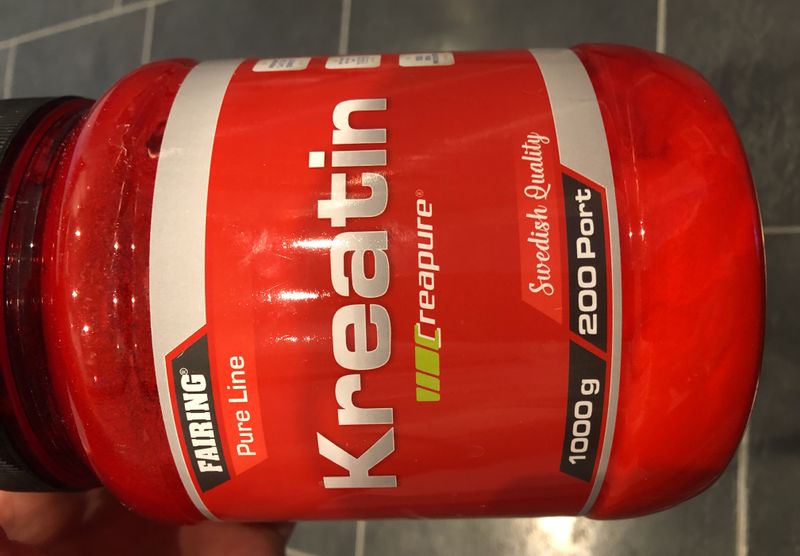 FAIRING®
Pure Line
Kreatin
Creapure®
Swedish Quality
1000 g
200 Port